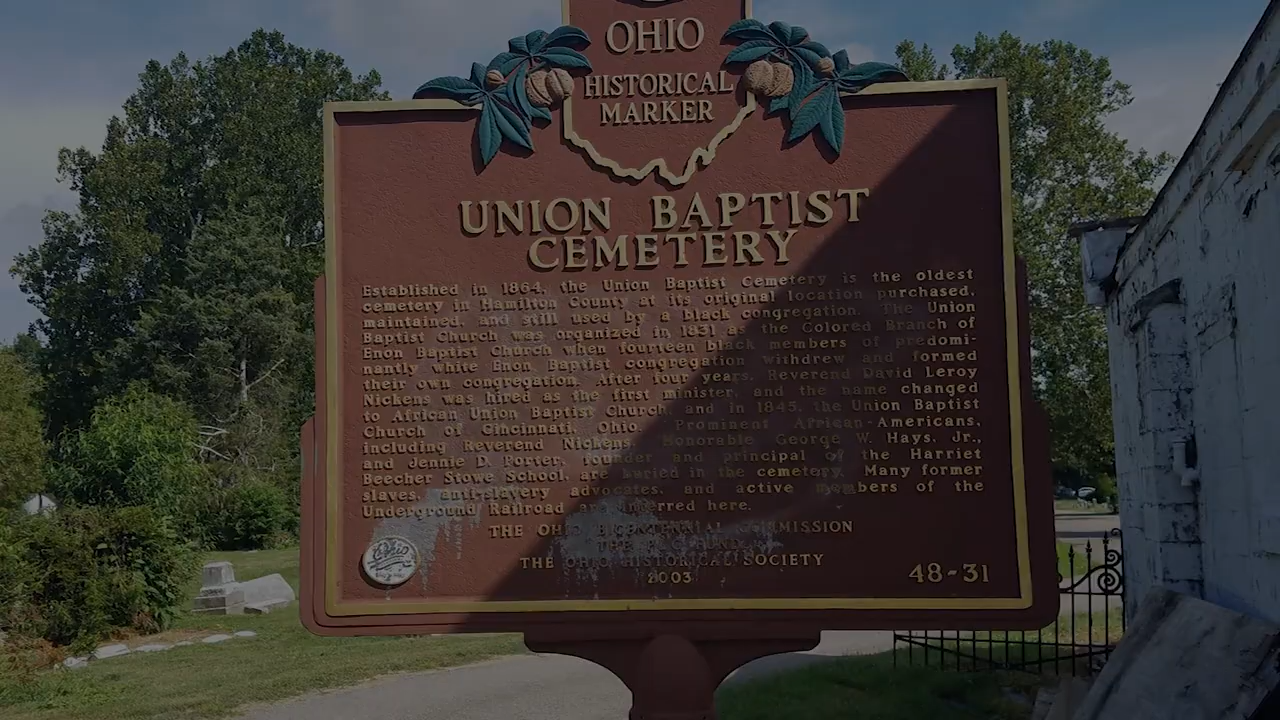 OHIO
HISTORICAL
MARKER
UNION BAPTIST
CEMETERY
Established in 1864, the Union Baptist Cemetery is the oldest
cemetery in Hamilton County at its original location purchased,
maintained, and still used by a black congregation. The Union
Baptist Church was organized in 1831 as the Colored Branch of
Enon Baptist Church when fourteen black members of predomi-
nantly white Enon Baptist congregation withdrew and formed
their own congregation. After four years, Reverend David Leroy
Nickens was hired as the first minister, and the name changed
to African Union Baptist Church, and in 1845, the Union Baptist
Church of Cincinnati, Ohio. Prominent African-Americans,
including Reverend Nickens, Honorable George W. Hays, Jr.,
and Jennie D. Porter, founder and principal of the Harriet
Beecher Stowe School, are buried in the cemetery. Many former
slaves, anti-slavery advocates, and active members of the
Underground Railroad are interred here.
THE OHIO BICENTENNIAL COMMISSION
THE
THE OHIO HISTORICAL SOCIETY
2003
48-31
Ohio